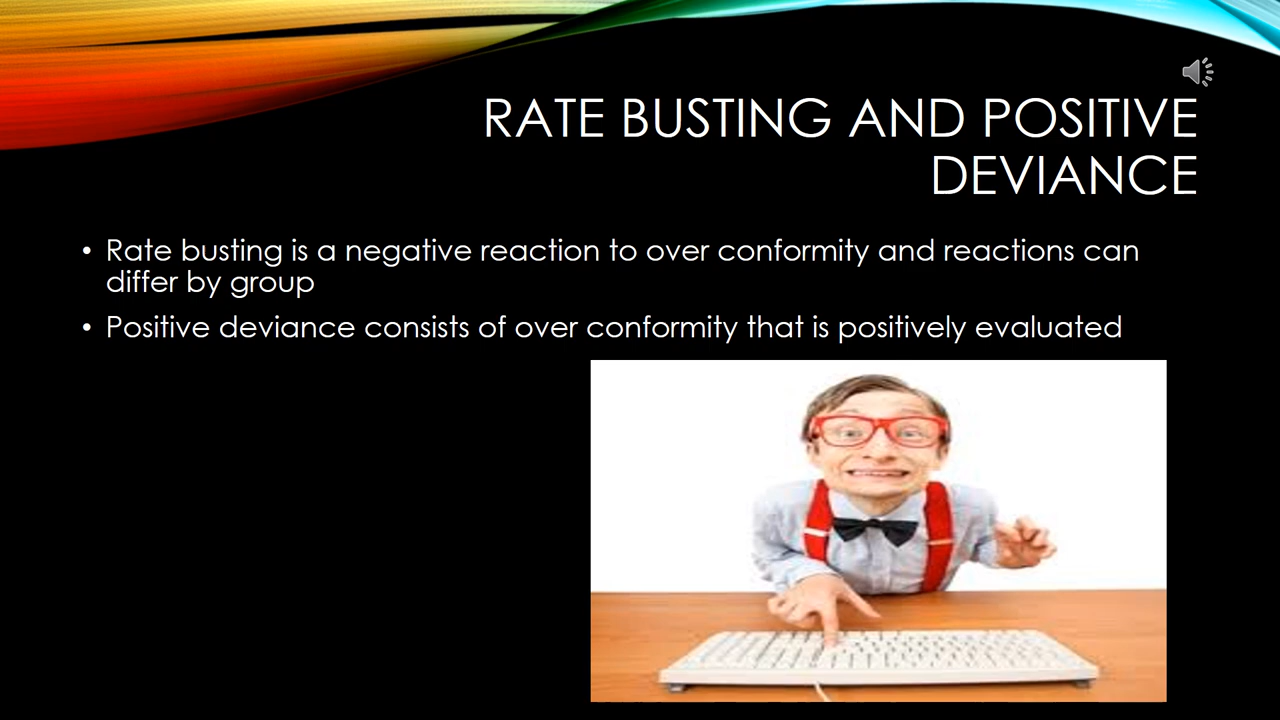 RATE BUSTING AND POSITIVE
DEVIANCE
• Rate busting is a negative reaction to over conformity and reactions can
differ by group
• Positive deviance consists of over conformity that is positively evaluated